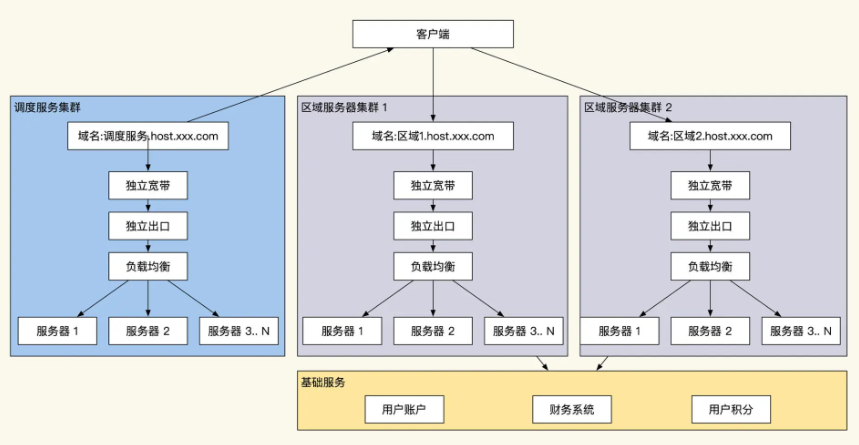 客户端
调度服务集群
域名:调度服务.host.xxx.com
独立宽带
独立出口
负载均衡
服务器 1
服务器 2
服务器 3.. N
区域服务器集群 1
域名:区域1.host.xxx.com
独立宽带
独立出口
负载均衡
服务器 1
服务器 2
服务器 3.. N
区域服务器集群 2
域名:区域2.host.xxx.com
独立宽带
独立出口
负载均衡
服务器 1
服务器 2
服务器 3.. N
基础服务
用户账户
财务系统
用户积分